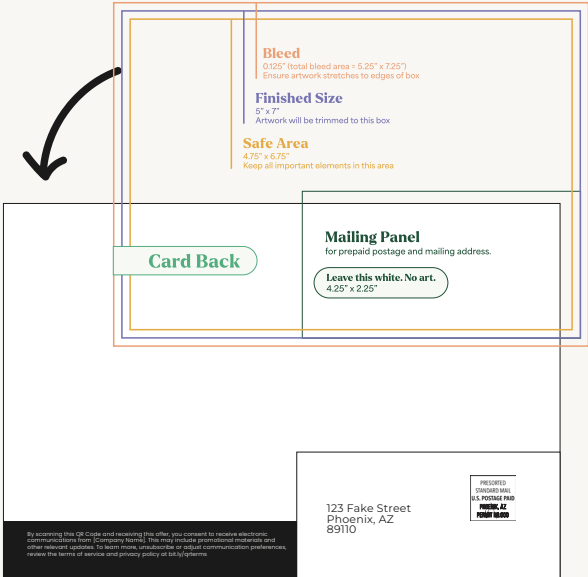 Bleed
0.125" (total bleed area = 5.25" x 7.25")
Ensure artwork stretches to edges of box
Finished Size
5" x 7"
Artwork will be trimmed to this box
Safe Area
4.75" x 6.75"
Keep all important elements in this area
Mailing Panel
for prepaid postage and mailing address.
Card Back
Leave this white. No art.
4.25" x 2.25"
PRESORTED
STANDARD MAIL
U.S. POSTAGE PAID
PHOENIX, AZ
PERMIT NO.000
123 Fake Street
Phoenix, AZ
89110
By scanning this QR Code and receiving this offer, you consent to receive electronic
communications from [Company Name]. This may include promotional materials and
other relevant updates. To learn more, unsubscribe or adjust communication preferences,
review the terms of service and privacy policy at bit.ly/qrterms